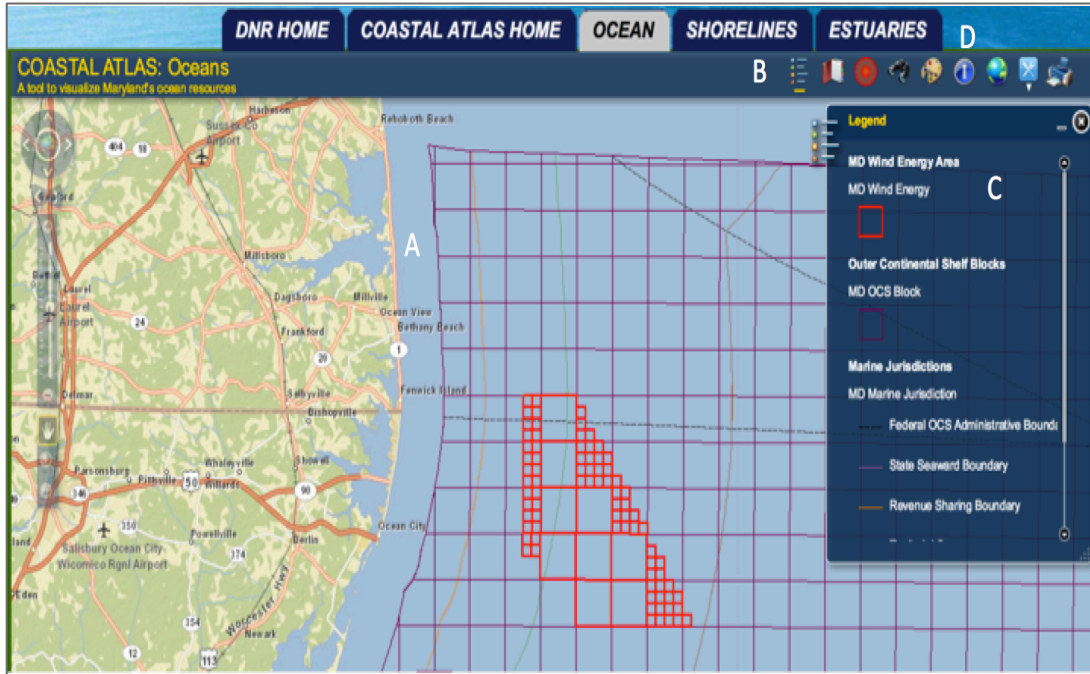 DNR HOME
COASTAL ATLAS HOME
OCEAN
SHORELINES
ESTUARIES
D
COASTAL ATLAS: Oceans
A tool to visualize Maryland's ocean resources
B
Legend
MD Wind Energy Area
MD Wind Energy
C
Outer Continental Shelf Blocks
MD OCS Block
Marine Jurisdictions
MD Marine Jurisdiction
Federal OCS Administrative Bounda
State Seaward Boundary
Revenue Sharing Boundary
Harbeson
Rehoboth Beach
Sussex Co
Airport
404
18
A
Millsboro
Laurel
Laurel
Airport
Dagsboro
Millville
Ocean View
Bethany Beach
24
Frankford
20
1
Delmar
Selbyville
Fenwick Island
Bishopville
Parsonsburg
Pittville
Whaleyville
Willards
Showell
50
346
90
350
Powellville
374
Berlin
Ocean City
Salisbury Ocean City
Wicomico Rgnl Airport
Eden
354
Worcester Hwy
Newark
12
113